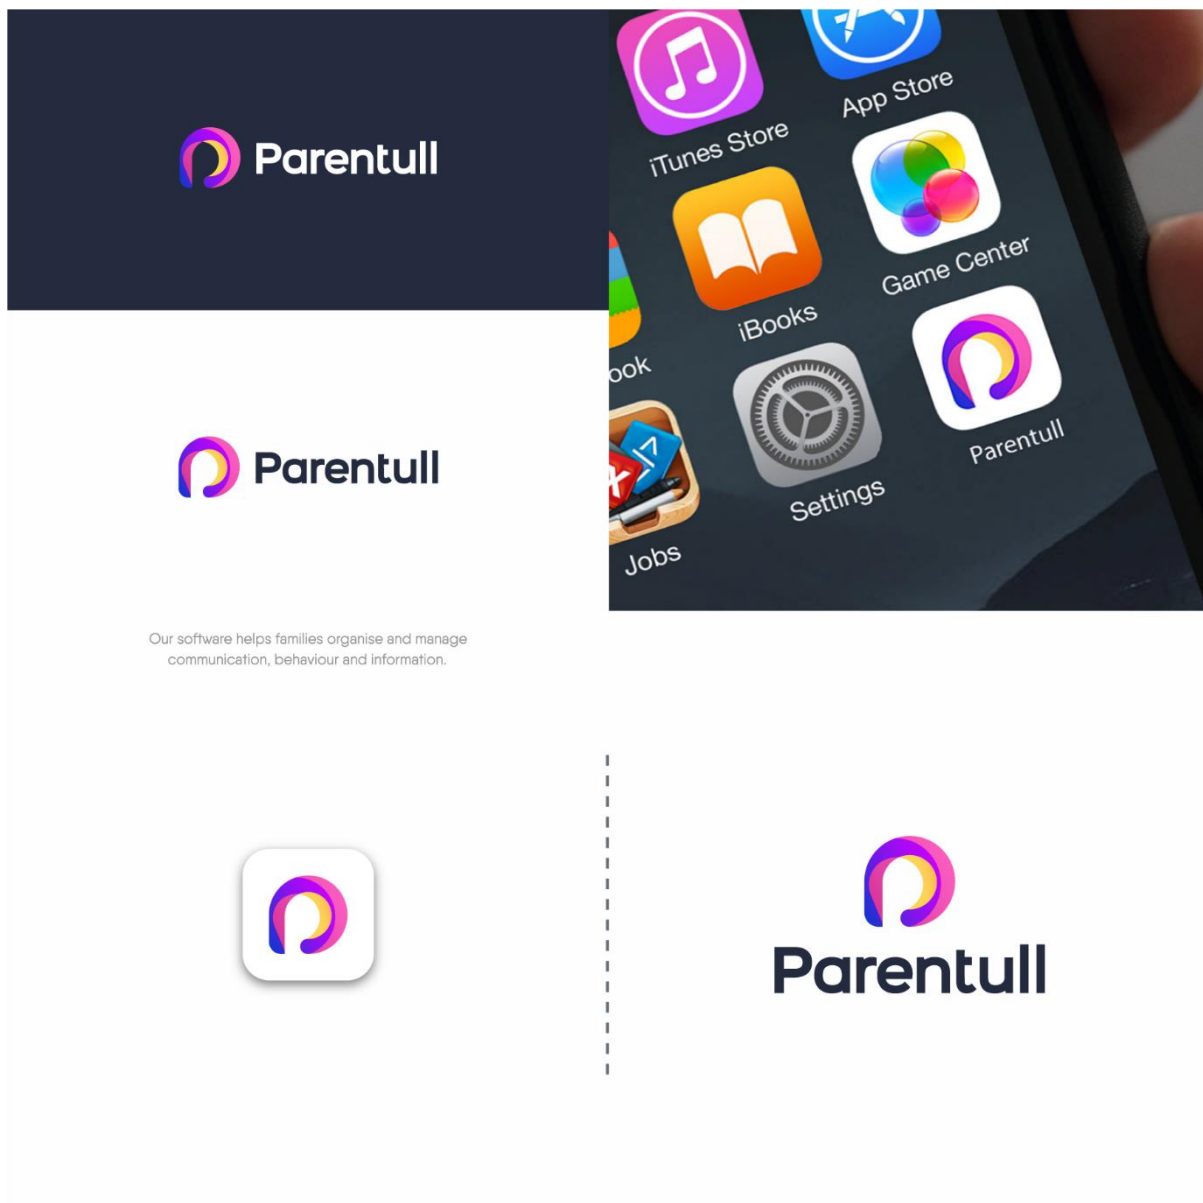 Parentull
iTunes Store
App Store
iBooks
Game Center
ook
Settings
Parentull
Jobs
Parentull
Our software helps families organise and manage
communication, behaviour and information.
Parentull